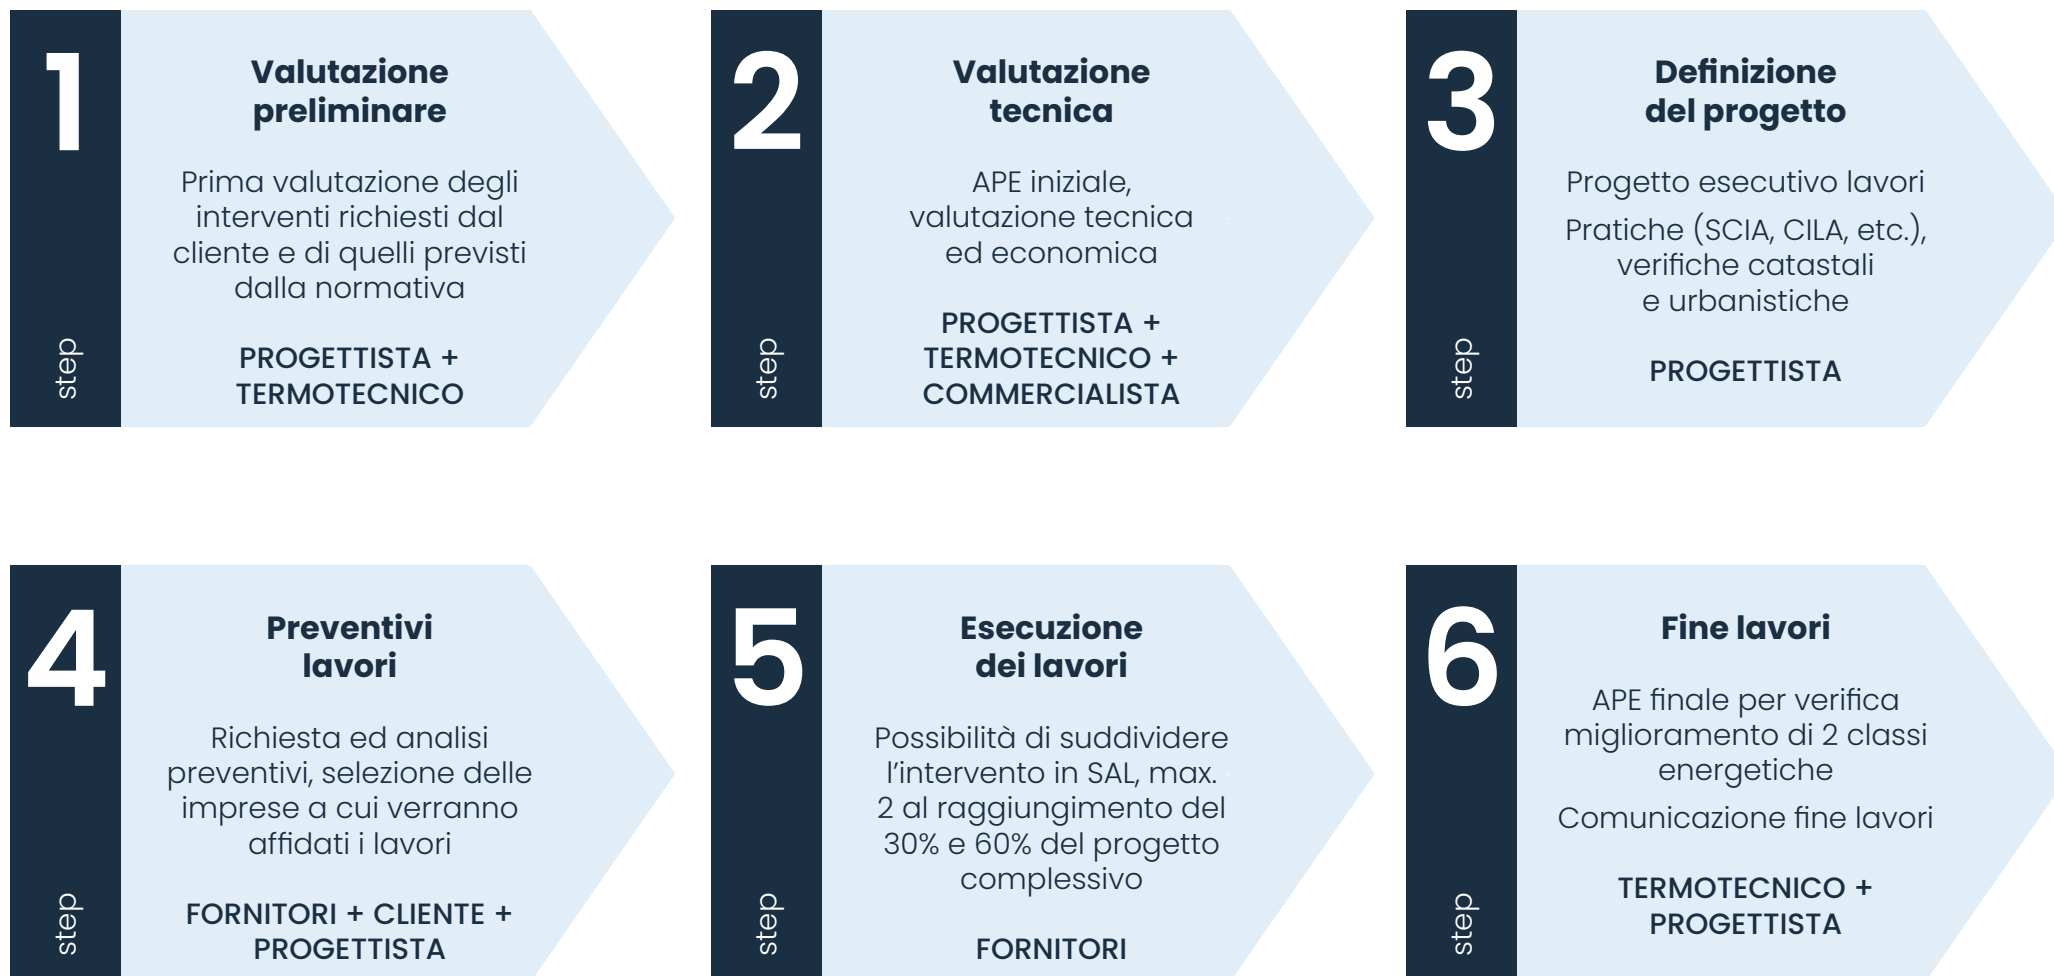 1
step
Valutazione
preliminare
Prima valutazione degli
interventi richiesti dal
cliente e di quelli previsti
dalla normativa
PROGETTISTA +
TERMOTECNICO
2
step
Valutazione
tecnica
APE iniziale,
valutazione tecnica
ed economica
PROGETTISTA +
TERMOTECNICO +
COMMERCIALISTA
3
step
Definizione
del progetto
Progetto esecutivo lavori
Pratiche (SCIA, CILA, etc.),
verifiche catastali
e urbanistiche
PROGETTISTA
4
step
Preventivi
lavori
Richiesta ed analisi
preventivi, selezione delle
imprese a cui verranno
affidati i lavori
FORNITORI + CLIENTE +
PROGETTISTA
5
step
Esecuzione
dei lavori
Possibilità di suddividere
l’intervento in SAL, max.
2 al raggiungimento del
30% e 60% del progetto
complessivo
FORNITORI
6
step
Fine lavori
APE finale per verifica
miglioramento di 2 classi
energetiche
Comunicazione fine lavori
TERMOTECNICO +
PROGETTISTA